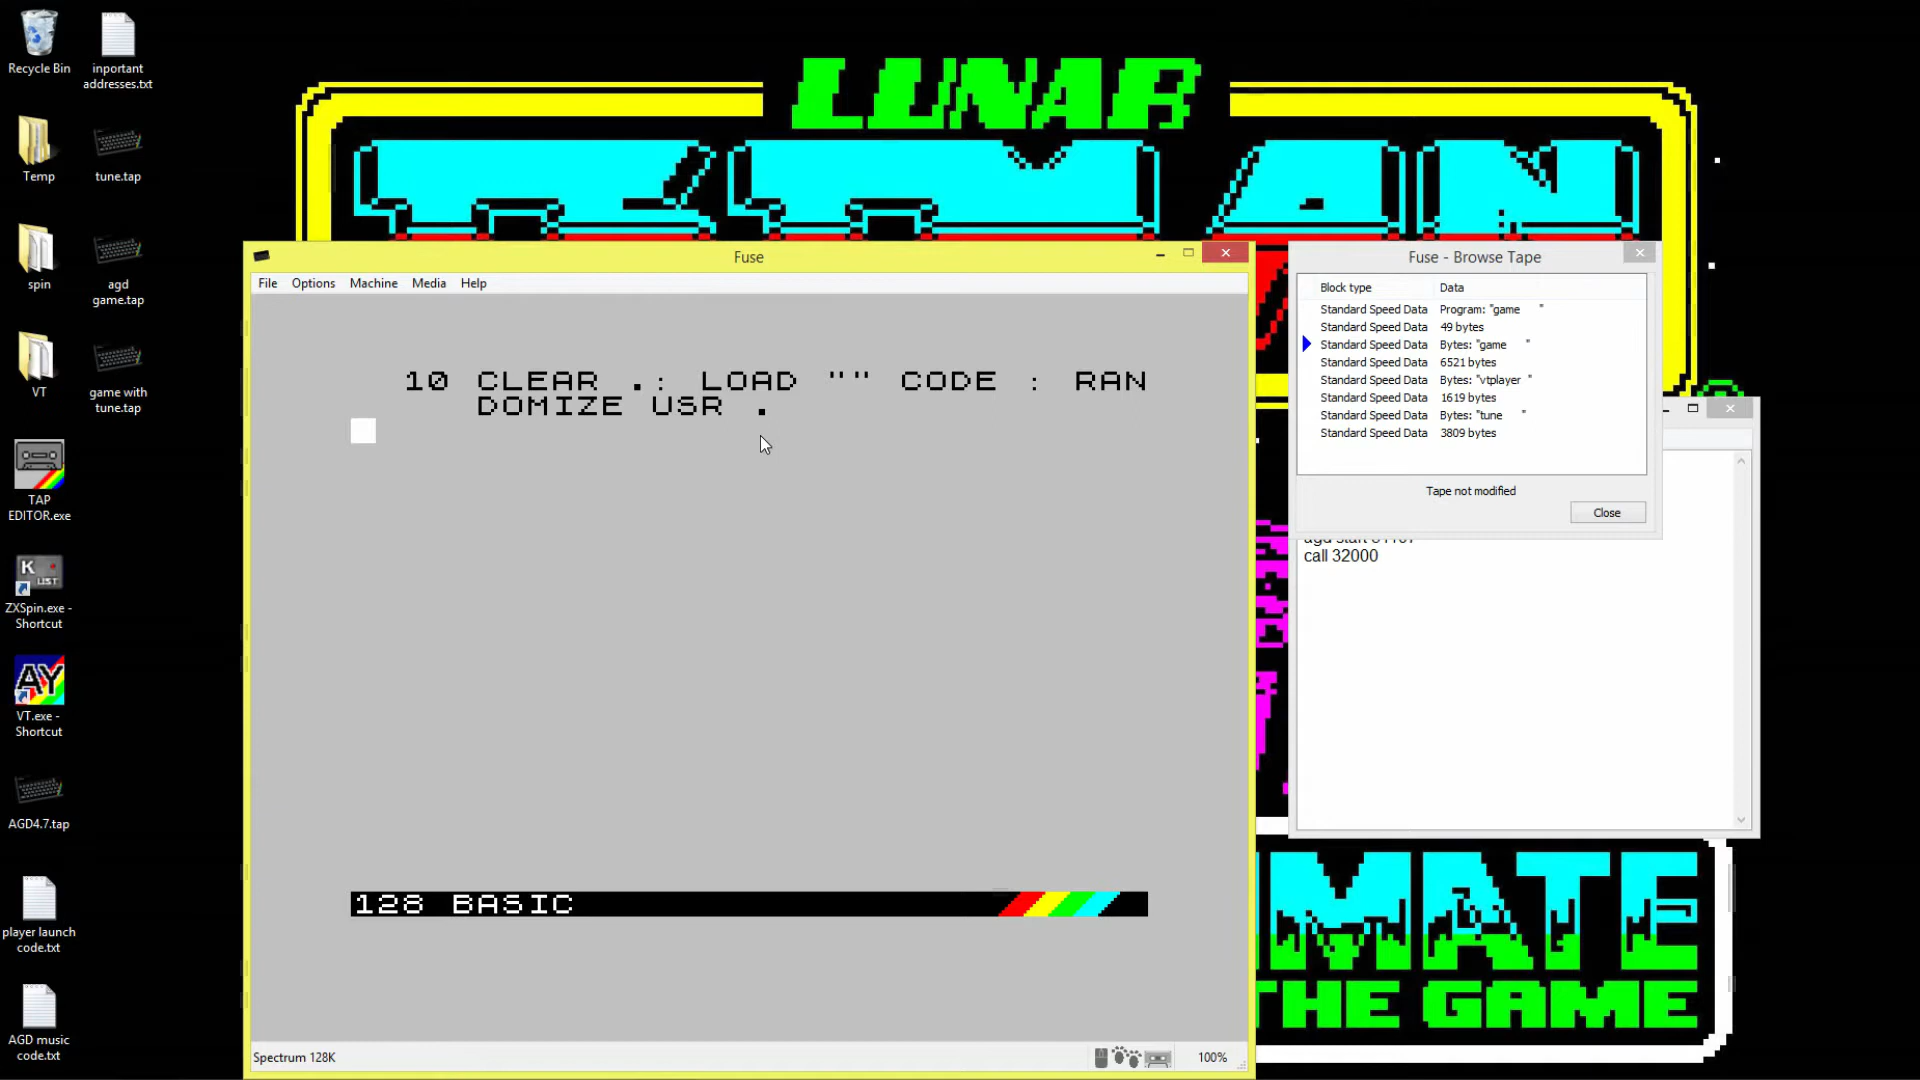 Recycle Bin
inportant
addresses.txt
Temp
tune.tap
spin
agd
game.tap
VT
game with
tune.tap
TAP
EDITOR.exe
ZXSpin.exe -
Shortcut
AY
VT.exe -
Shortcut
AGD4.7.tap
player launch
code.txt
AGD music
code.txt
LUNAR
Fuse
File Options Machine Media Help
10 CLEAR .: LOAD "" CODE : RAN
DOMIZE USR .
128 BASIC
Spectrum 128K
100%
Fuse - Browse Tape
Block type Data
Standard Speed Data Program: "game      "
Standard Speed Data 49 bytes
Standard Speed Data Bytes: "game      "
Standard Speed Data 6521 bytes
Standard Speed Data Bytes: "vtplayer  "
Standard Speed Data 1619 bytes
Standard Speed Data Bytes: "tune      "
Standard Speed Data 3809 bytes
Tape not modified
Close
call 32000
MATE
THE GAME